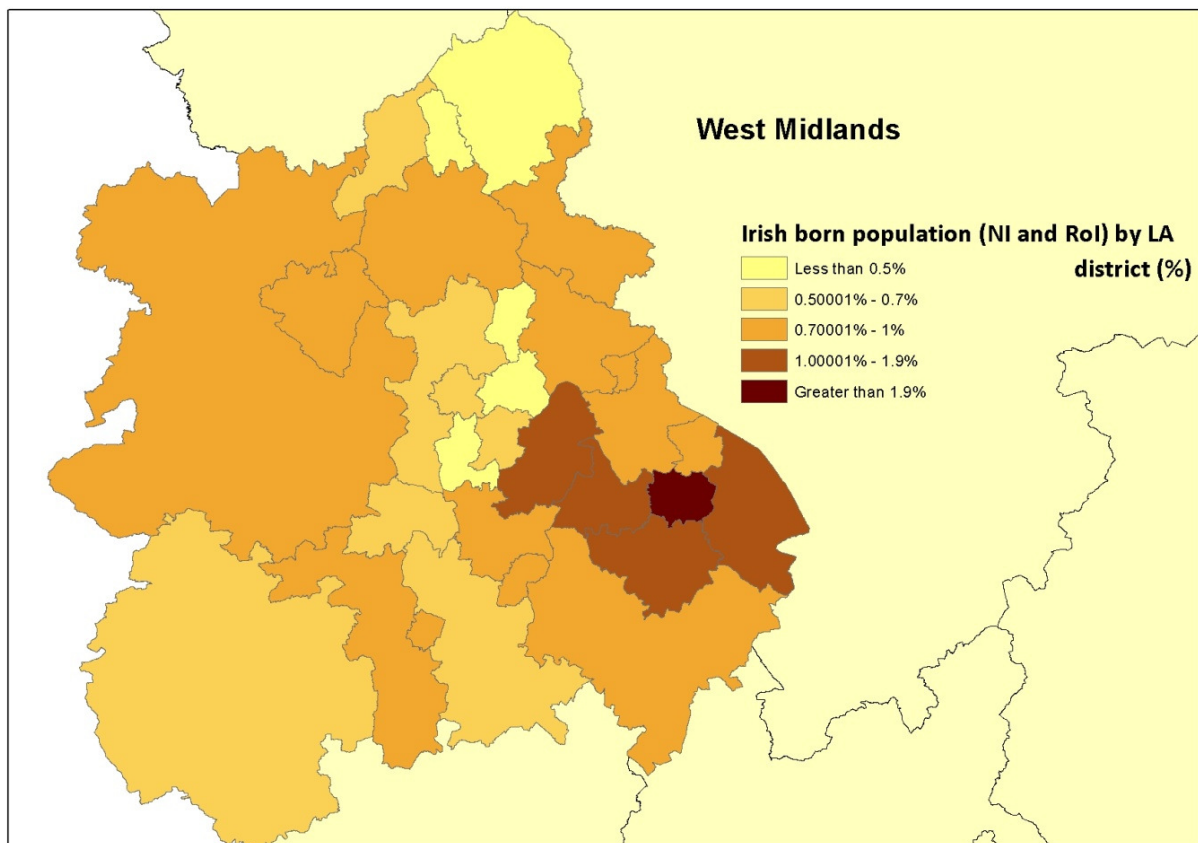 West Midlands
Irish born population (NI and RoI) by LA
district (%)
Less than 0.5%
0.50001% - 0.7%
0.70001% - 1%
1.00001% - 1.9%
Greater than 1.9%